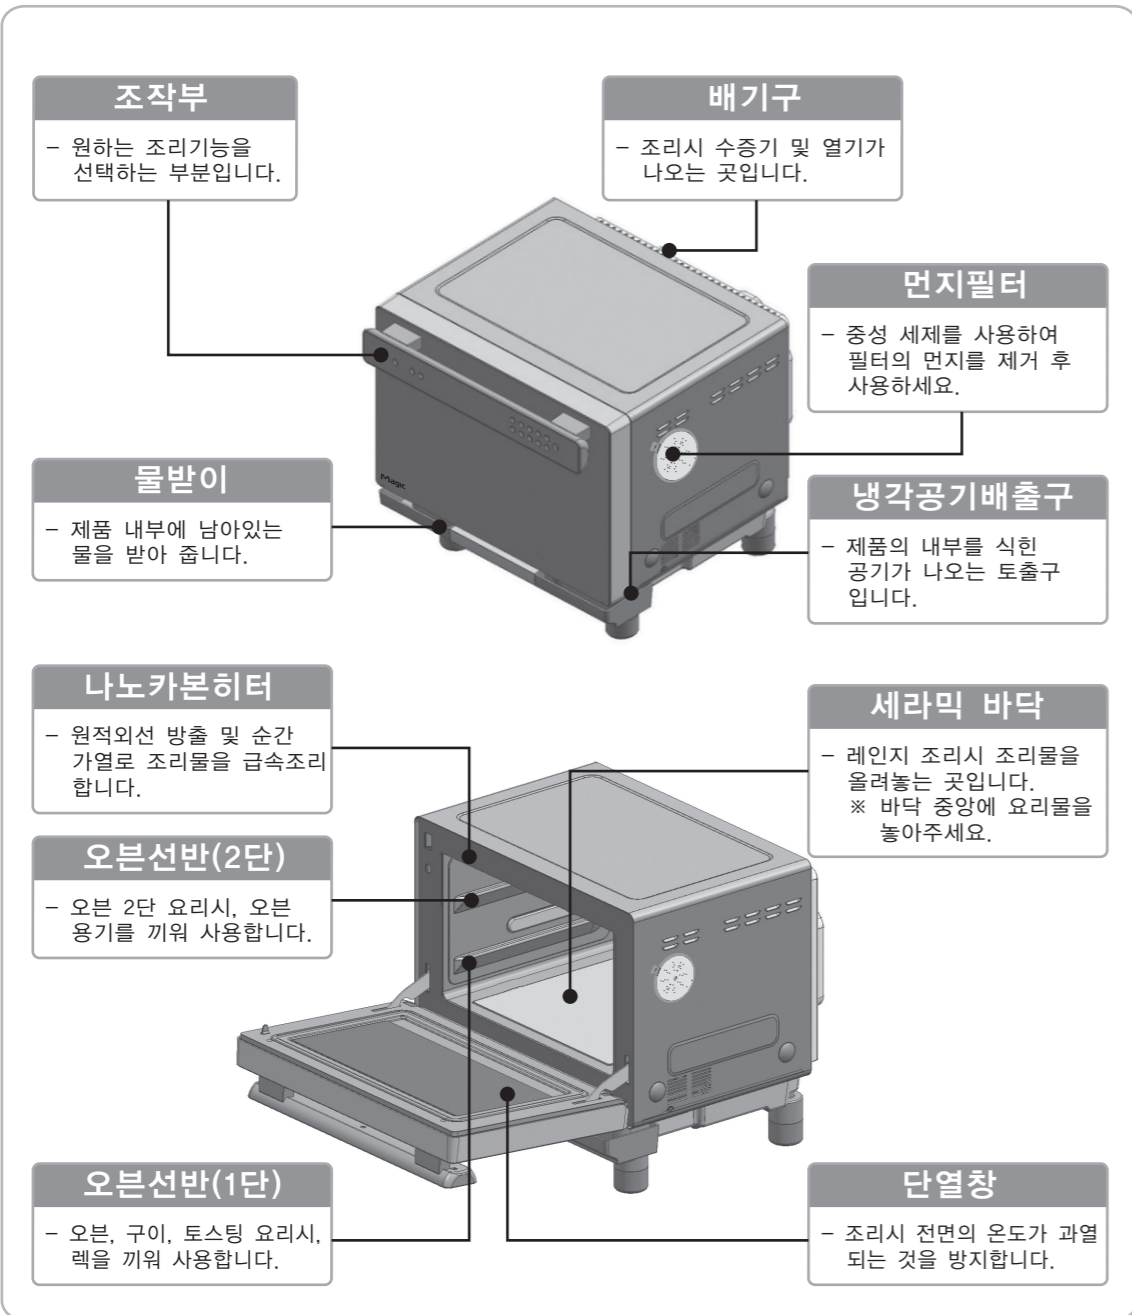 조작부
- 원하는 조리기능을
선택하는 부분입니다.
배기구
- 조리시 수증기 및 열기가
나오는 곳입니다.
먼지필터
- 중성 세제를 사용하여
필터의 먼지를 제거 후
사용하세요.
물받이
- 제품 내부에 남아있는
물을 받아 줍니다.
냉각공기배출구
- 제품의 내부를 식힌
공기가 나오는 토출구
입니다.
Magic
나노카본히터
- 원적외선 방출 및 순간
가열로 조리물을 급속조리
합니다.
세라믹 바닥
- 레인지 조리시 조리물을
올려놓는 곳입니다.
※ 바닥 중앙에 요리물을
놓아주세요.
오븐선반(2단)
- 오븐 2단 요리시, 오븐
용기를 끼워 사용합니다.
오븐선반(1단)
- 오븐, 구이, 토스팅 요리시,
렉을 끼워 사용합니다.
단열창
- 조리시 전면의 온도가 과열
되는 것을 방지합니다.